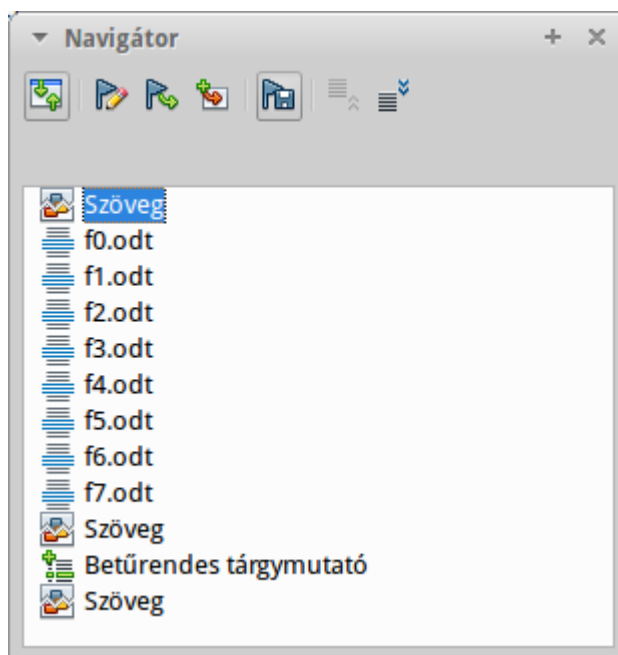 Navigátor
Szöveg
f0.odt
f1.odt
f2.odt
f3.odt
f4.odt
f5.odt
f6.odt
f7.odt
Szöveg
Betűrendes tárgymutató
Szöveg